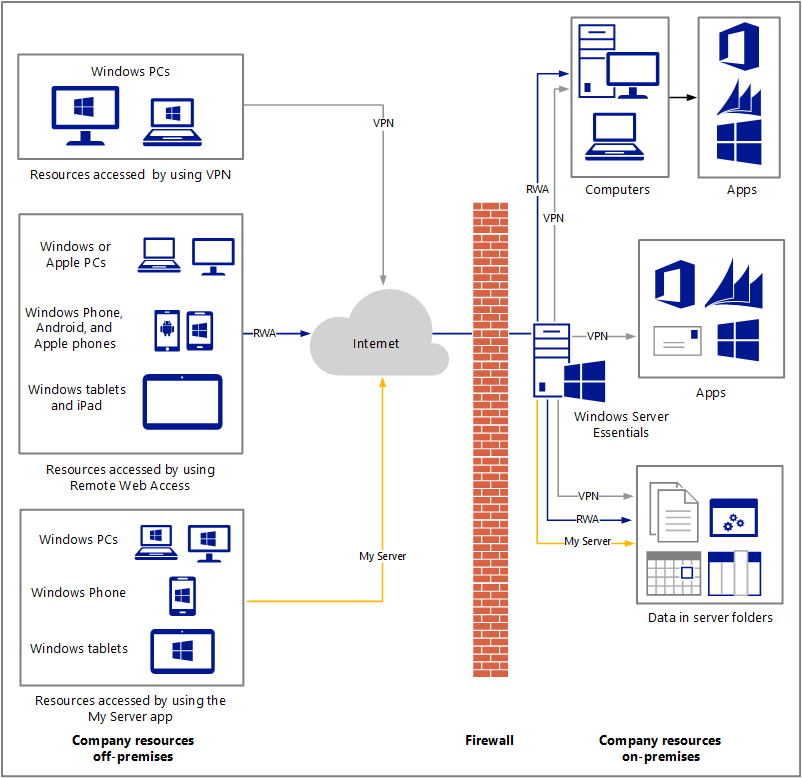 Windows PCs
Resources accessed by using VPN
VPN
Windows or
Apple PCs
Windows Phone,
Android, and
Apple phones
Windows tablets
and iPad
Resources accessed by using
Remote Web Access
RWA
Internet
Windows PCs
Windows Phone
Windows tablets
Resources accessed by using the
My Server app
My Server
RWA
VPN
Computers
Apps
VPN
Apps
Windows Server
Essentials
VPN
RWA
My Server
Data in server folders
Company resources
off-premises
Firewall
Company resources
on-premises